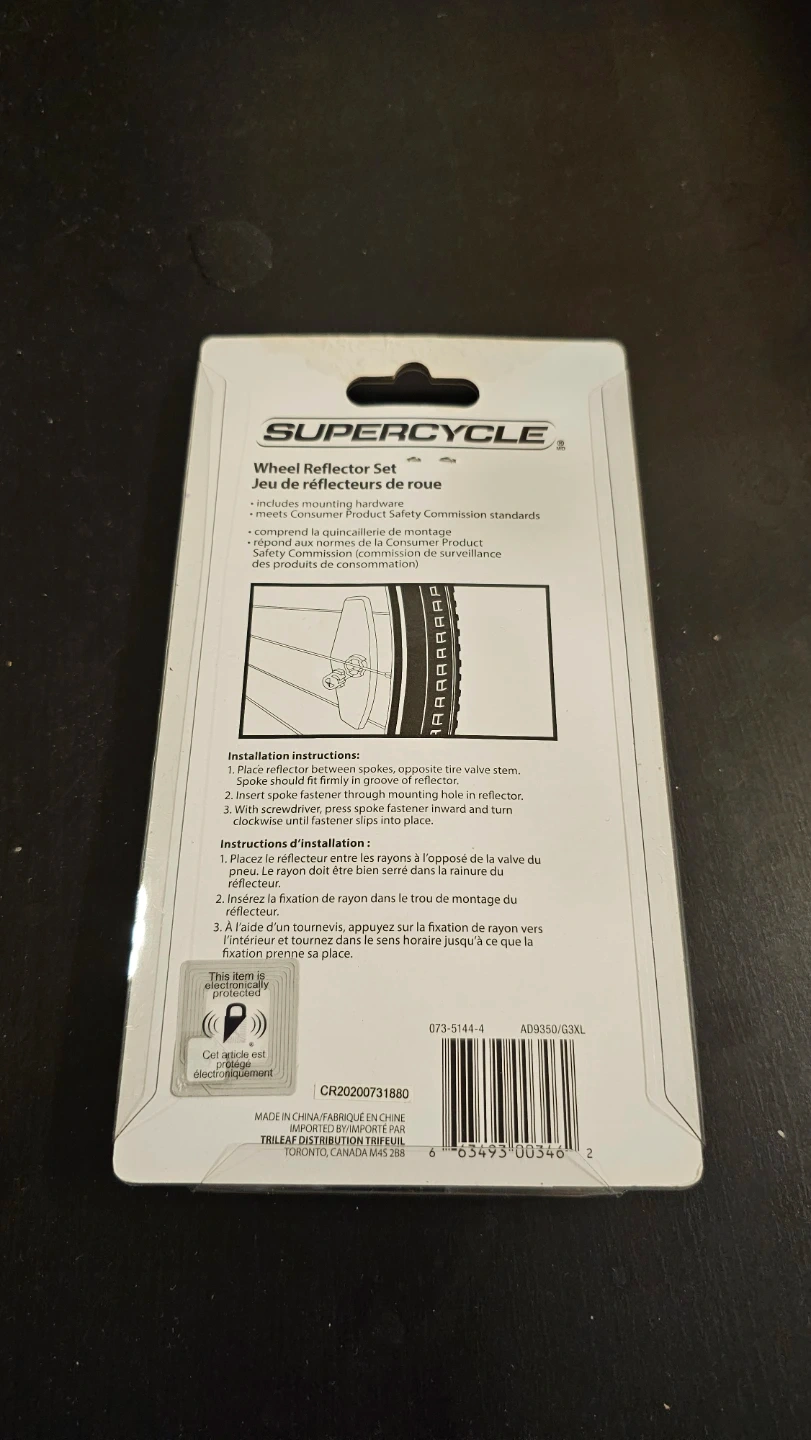 SUPERCYCLE®
Wheel Reflector Set
Jeu de réflecteurs de roue
• includes mounting hardware
• meets Consumer Product Safety Commission standards
• comprend la quincaillerie de montage
• répond aux normes de la Consumer Product
Safety Commission (commission de surveillance
des produits de consommation)
Installation instructions:
1. Place reflector between spokes, opposite tire valve stem.
Spoke should fit firmly in groove of reflector.
2. Insert spoke fastener through mounting hole in reflector.
3. With screwdriver, press spoke fastener inward and turn
clockwise until fastener slips into place.
Instructions d'installation :
1. Placez le réflecteur entre les rayons à l'opposé de la valve du
pneu. Le rayon doit être bien serré dans la rainure du
réflecteur.
2. Insérez la fixation de rayon dans le trou de montage du
réflecteur.
3. À l'aide d'un tournevis, appuyez sur la fixation de rayon vers
l'intérieur et tournez dans le sens horaire jusqu'à ce que la
fixation prenne sa place.
This item is
electronically
protected
®
Cet article est
protégé
électroniquement
073-5144-4 AD9350/G3XL
CR20200731880
MADE IN CHINA/FABRIQUÉ EN CHINE
IMPORTED BY/IMPORTÉ PAR
TRILEAF DISTRIBUTION TRIFEUIL
TORONTO, CANADA M4S 2B8
6 63493 00346 2